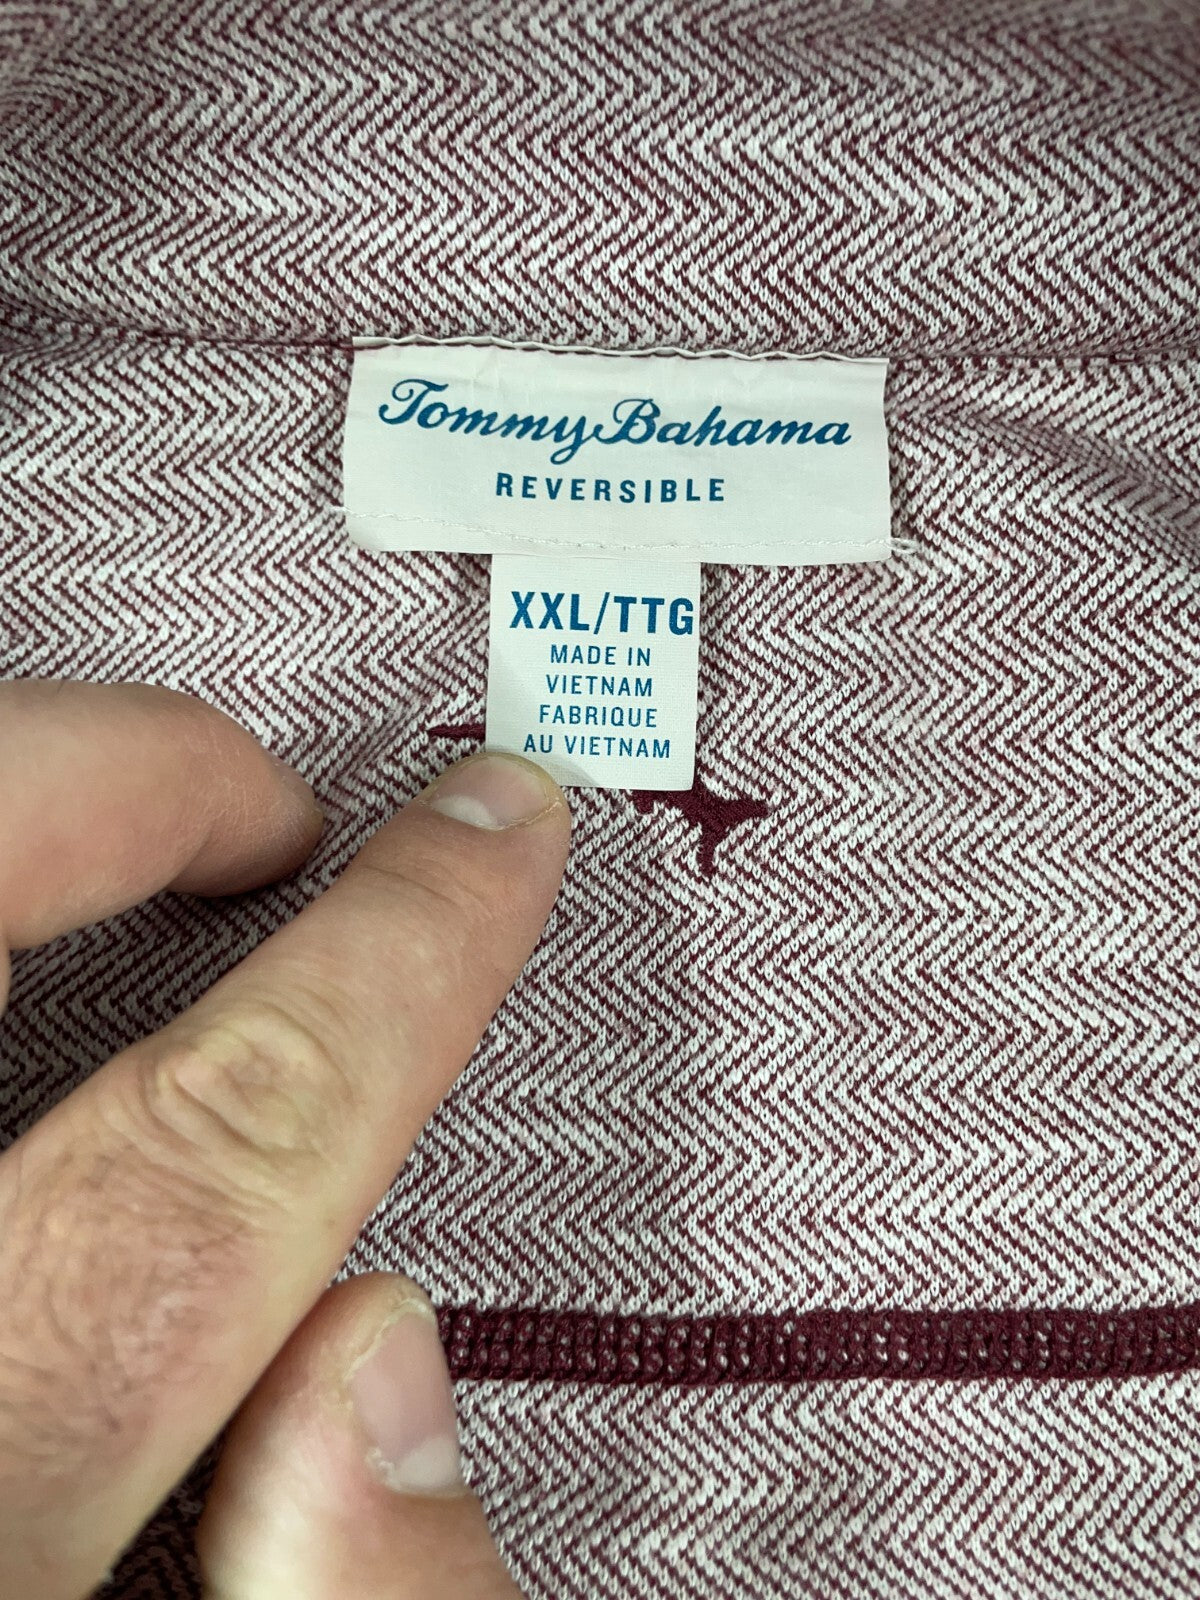 Tommy Bahama
REVERSIBLE
XXL/TTG
MADE IN
VIETNAM
FABRIQUE
AU VIETNAM